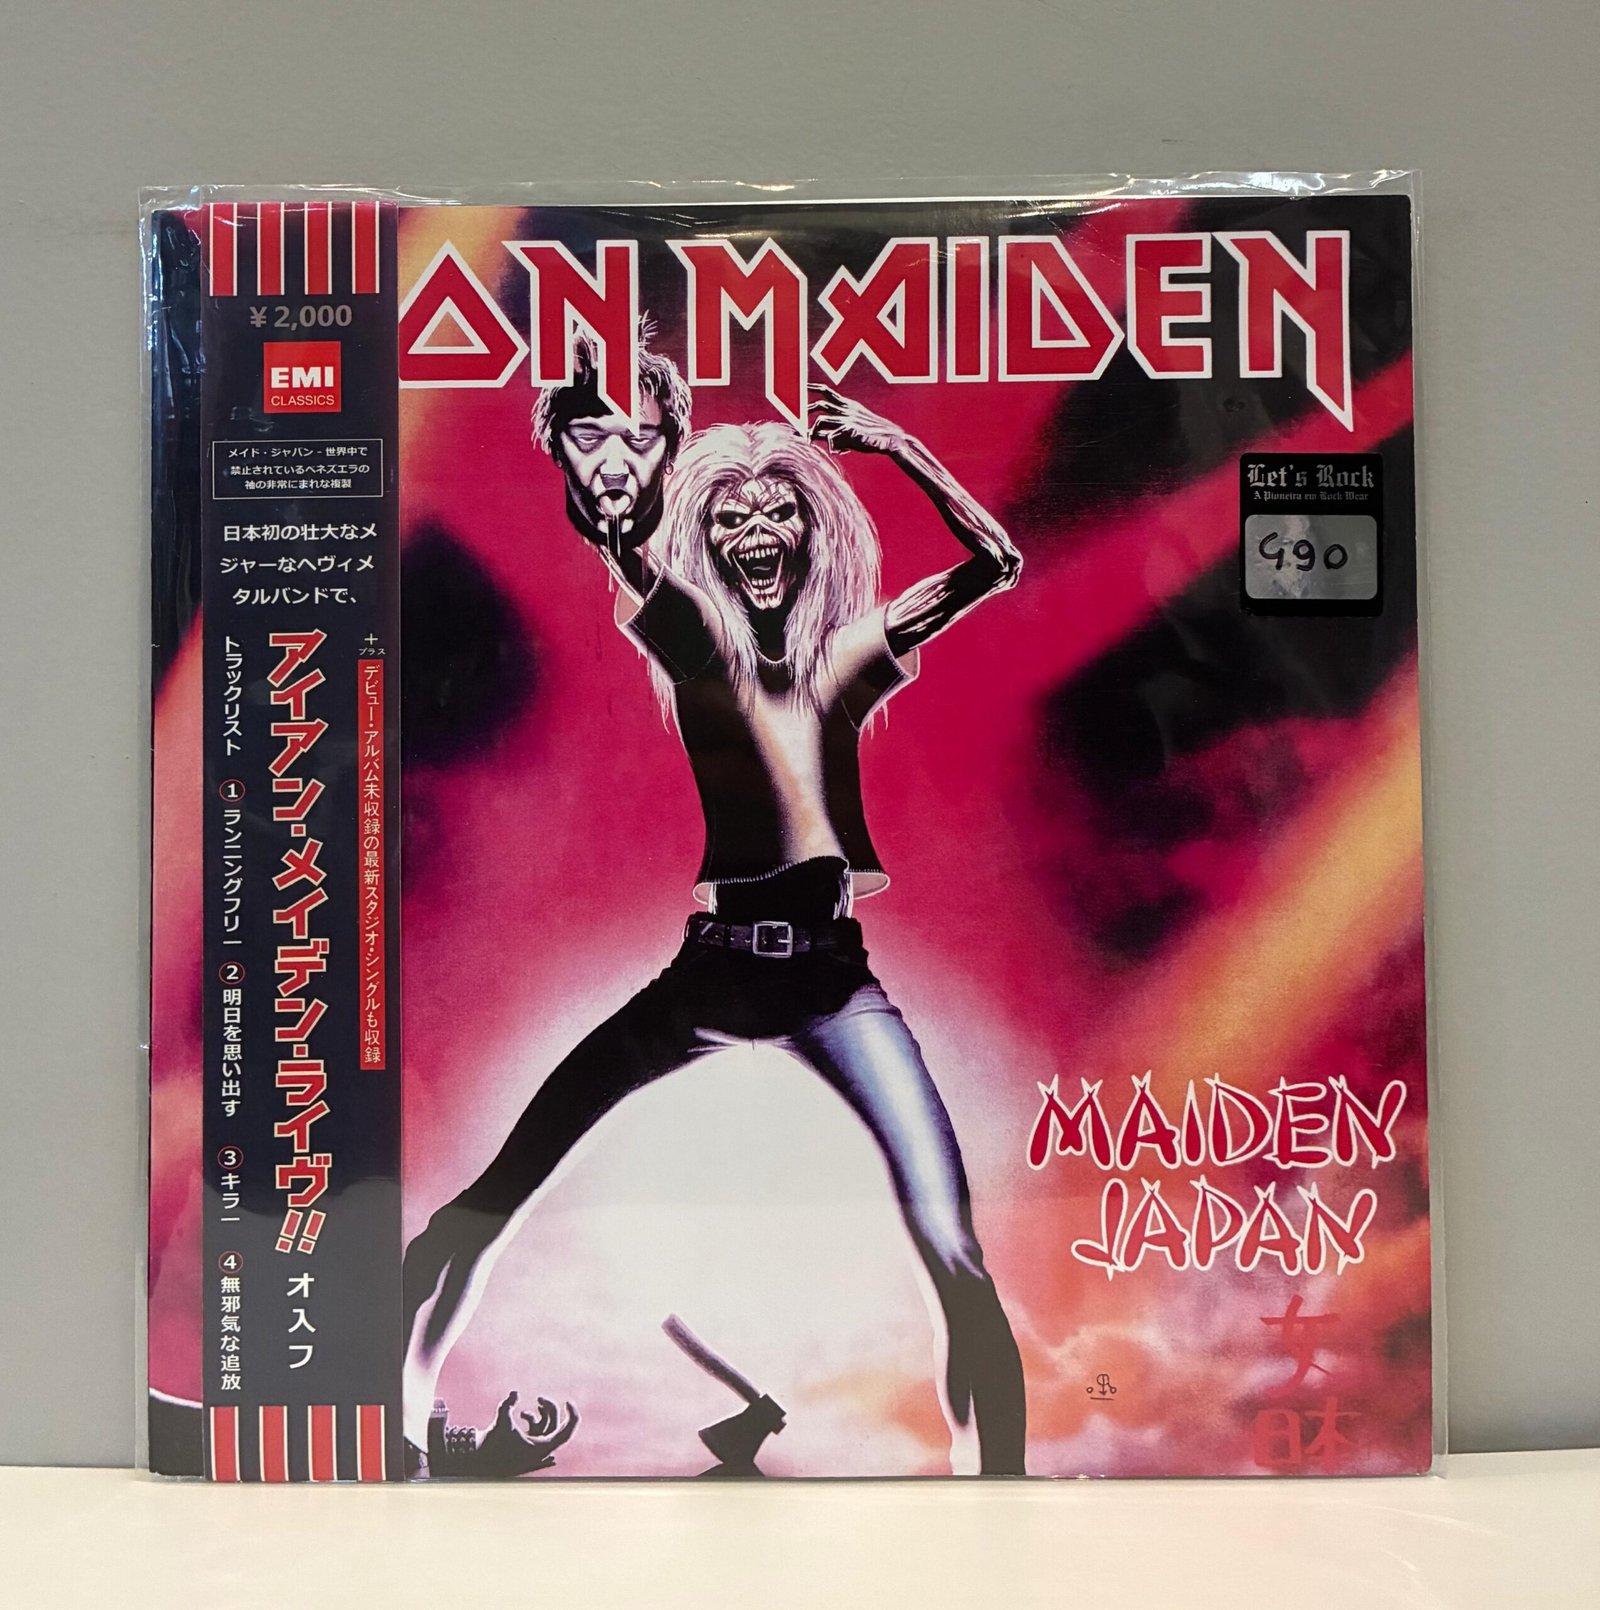 ¥2,000
EMI
CLASSICS
メイド・ジャパン - 世界中で
禁止されているベネズエラの
袖の非常にまれな複製
日本初の壮大なメ
ジャーなヘヴィメ
タルバンドで、
+
プラス
デビュー・アルバム未収録の最新スタジオ・シングルも収録
アイアン・メイデン・ライヴ!! オ入フ
トラックリスト ①ランニングフリー ②明日を思い出す ③キラー ④無邪気な追放
ON MAIDEN
Let's Rock
A Pioneira em Rock Wear
490
MAIDEN
JAPAN
日本